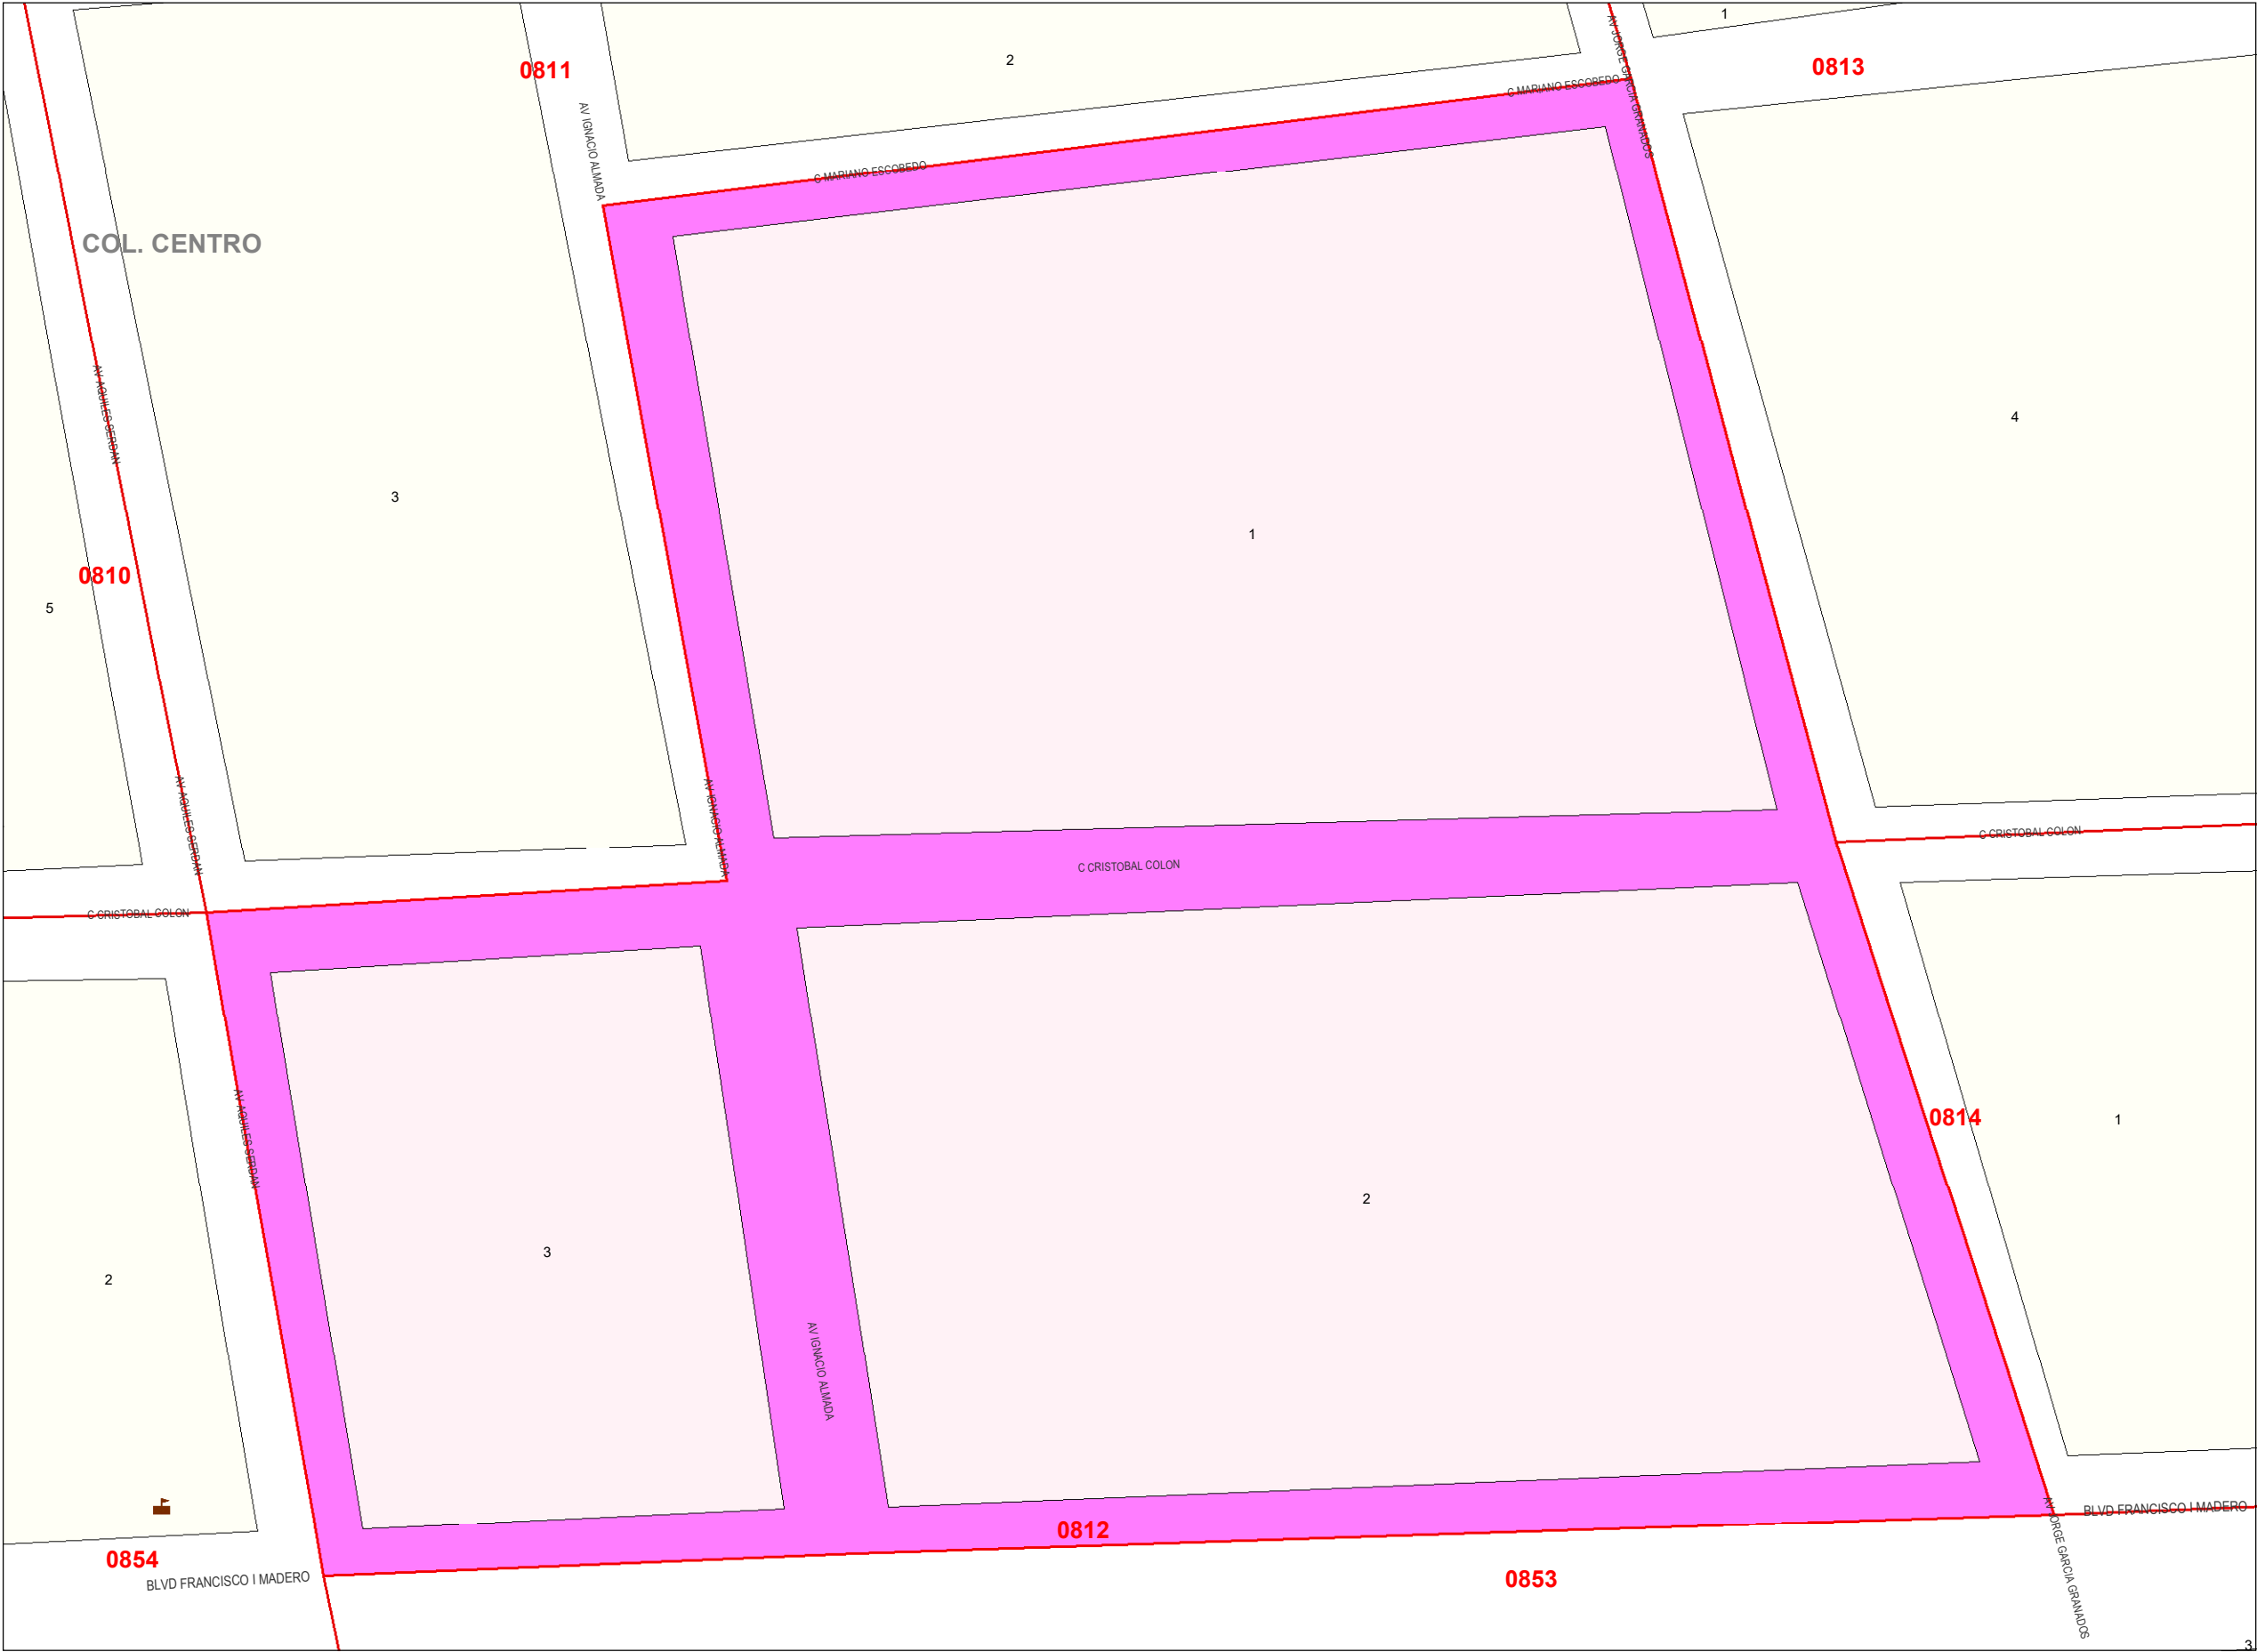 1
2
0811
0813
AV JORGE GARCIA GRANADOS
C MARIANO ESCOBEDO
AV IGNACIO ALMADA
C MARIANO ESCOBEDO
COL. CENTRO
AV AQUILES SERDAN
4
3
1
0810
5
AV AQUILES SERDAN
AV IGNACIO ALMADA
C CRISTOBAL COLON
C CRISTOBAL COLON
C CRISTOBAL COLON
AV AQUILES SERDAN
0814
1
2
3
2
AV IGNACIO ALMADA
BLVD FRANCISCO I MADERO
0812
0854
BLVD FRANCISCO I MADERO
0853
AV JORGE GARCIA GRANADOS
3